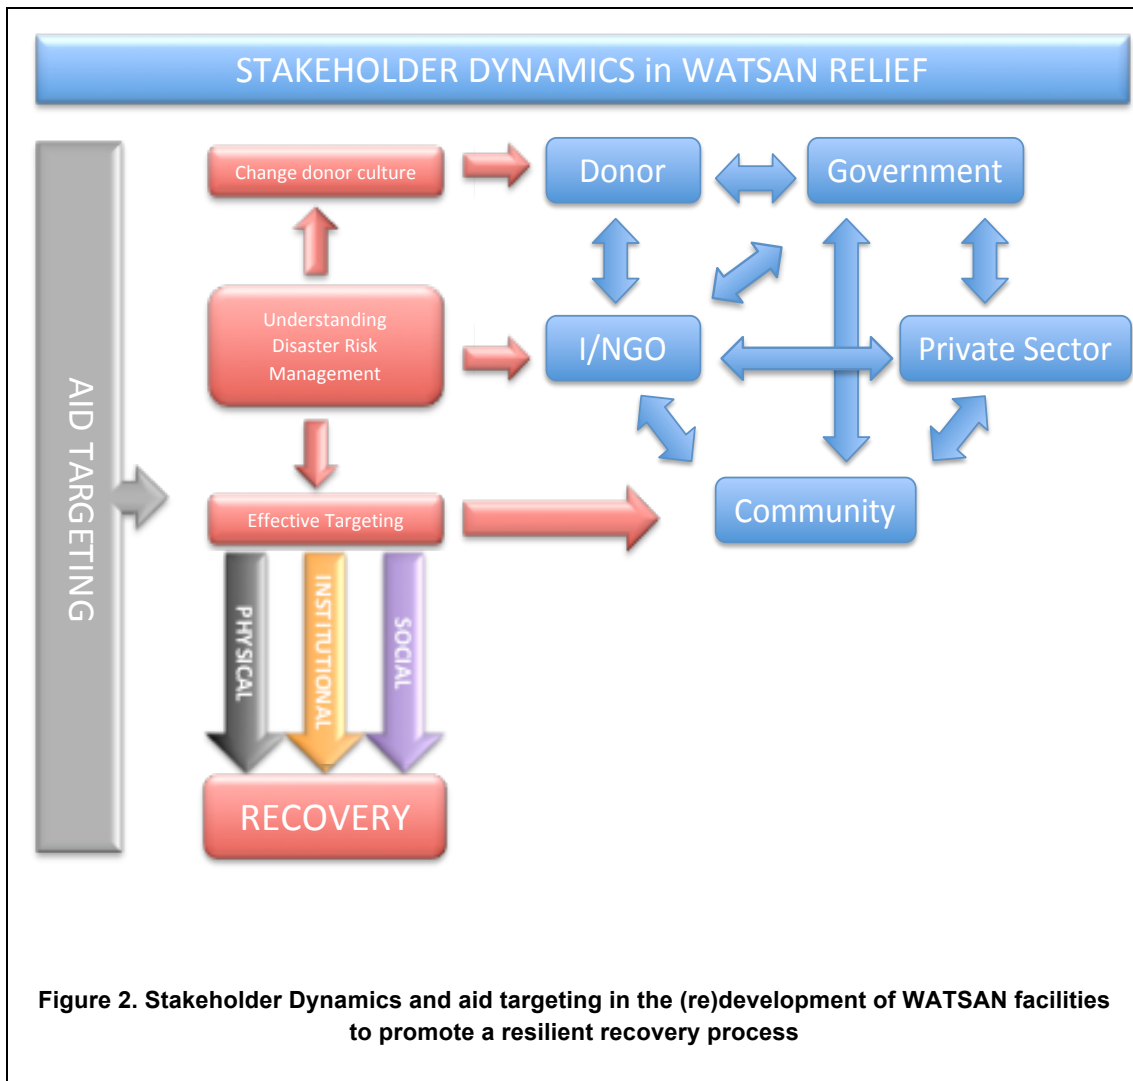 STAKEHOLDER DYNAMICS in WATSAN RELIEF
AID TARGETING
Change donor culture
Donor
Government
Understanding
Disaster Risk
Management
I/NGO
Private Sector
Effective Targeting
Community
PHYSICAL
INSTITUTIONAL
SOCIAL
RECOVERY
Figure 2. Stakeholder Dynamics and aid targeting in the (re)development of WATSAN facilities
to promote a resilient recovery process